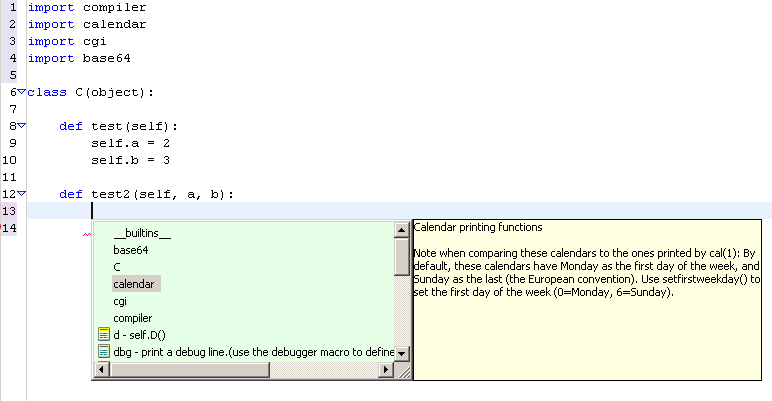 1 import compiler
2 import calendar
3 import cgi
4 import base64
5
6 class C(object):
7
8 def test(self):
9 self.a = 2
10 self.b = 3
11
12 def test2(self, a, b):
13
14
__builtins__
base64
C
calendar
cgi
compiler
d - self.D()
dbg - print a debug line.(use the debugger macro to define
Calendar printing functions
Note when comparing these calendars to the ones printed by cal(1): By
default, these calendars have Monday as the first day of the week, and
Sunday as the last (the European convention). Use setfirstweekday() to
set the first day of the week (0=Monday, 6=Sunday).